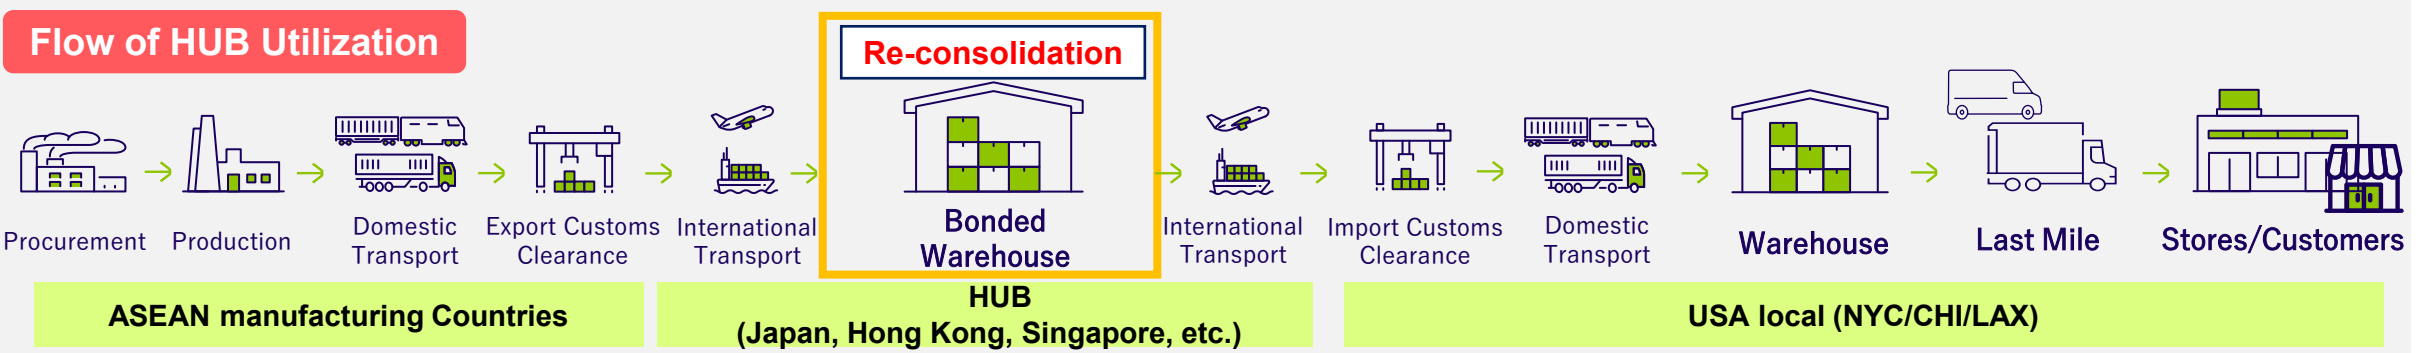 Flow of HUB Utilization
Re-consolidation
Procurement
Production
Domestic
Transport
Export Customs
Clearance
International
Transport
Bonded
Warehouse
International
Transport
Import Customs
Clearance
Domestic
Transport
Warehouse
Last Mile
Stores/Customers
ASEAN manufacturing Countries
HUB
(Japan, Hong Kong, Singapore, etc.)
USA local (NYC/CHI/LAX)